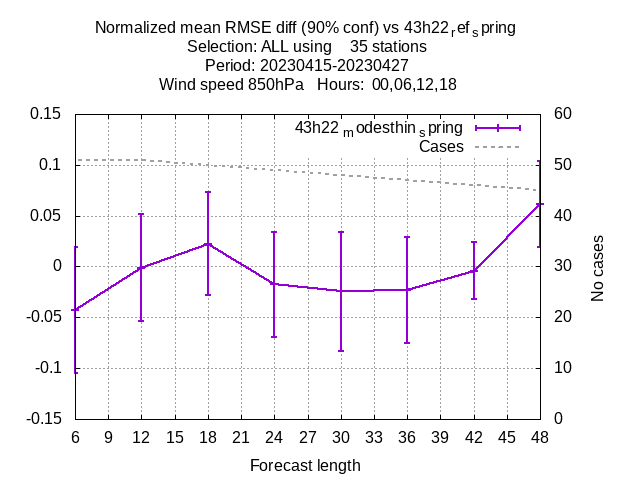 Normalized mean RMSE diff (90% conf) vs 43h22refspring
Selection: ALL using 35 stations
Period: 20230415-20230427
Wind speed 850hPa Hours: 00,06,12,18
0.15 60
43h22modesthinspring
Cases
0.1 50
0.05 40
0 30
-0.05 20
-0.1 10
-0.15 0
No cases
6 9 12 15 18 21 24 27 30 33 36 39 42 45 48
Forecast length